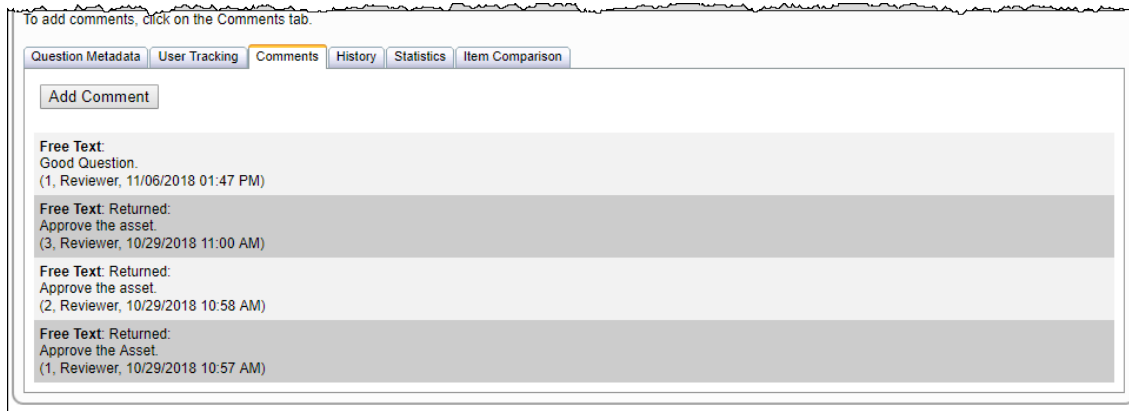 To add comments, click on the Comments tab.
Question Metadata User Tracking Comments History Statistics Item Comparison
Add Comment
Free Text:
Good Question.
(1, Reviewer, 11/06/2018 01:47 PM)
Free Text: Returned:
Approve the asset.
(3, Reviewer, 10/29/2018 11:00 AM)
Free Text: Returned:
Approve the asset.
(2, Reviewer, 10/29/2018 10:58 AM)
Free Text: Returned:
Approve the Asset.
(1, Reviewer, 10/29/2018 10:57 AM)